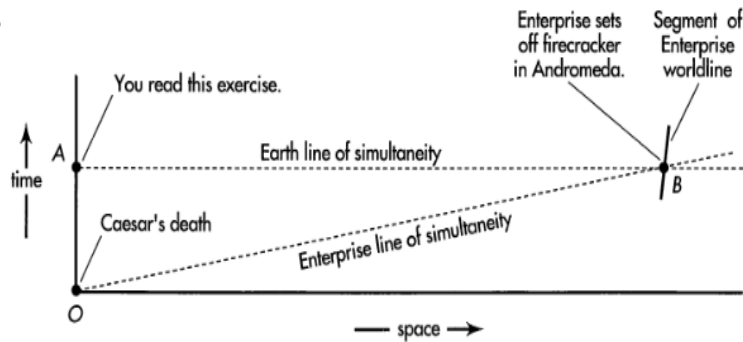 Enterprise sets
off firecracker
in Andromeda.
Segment of
Enterprise
worldline
You read this exercise.
A
Earth line of simultaneity
time
B
Caesar's death
Enterprise line of simultaneity
O
space